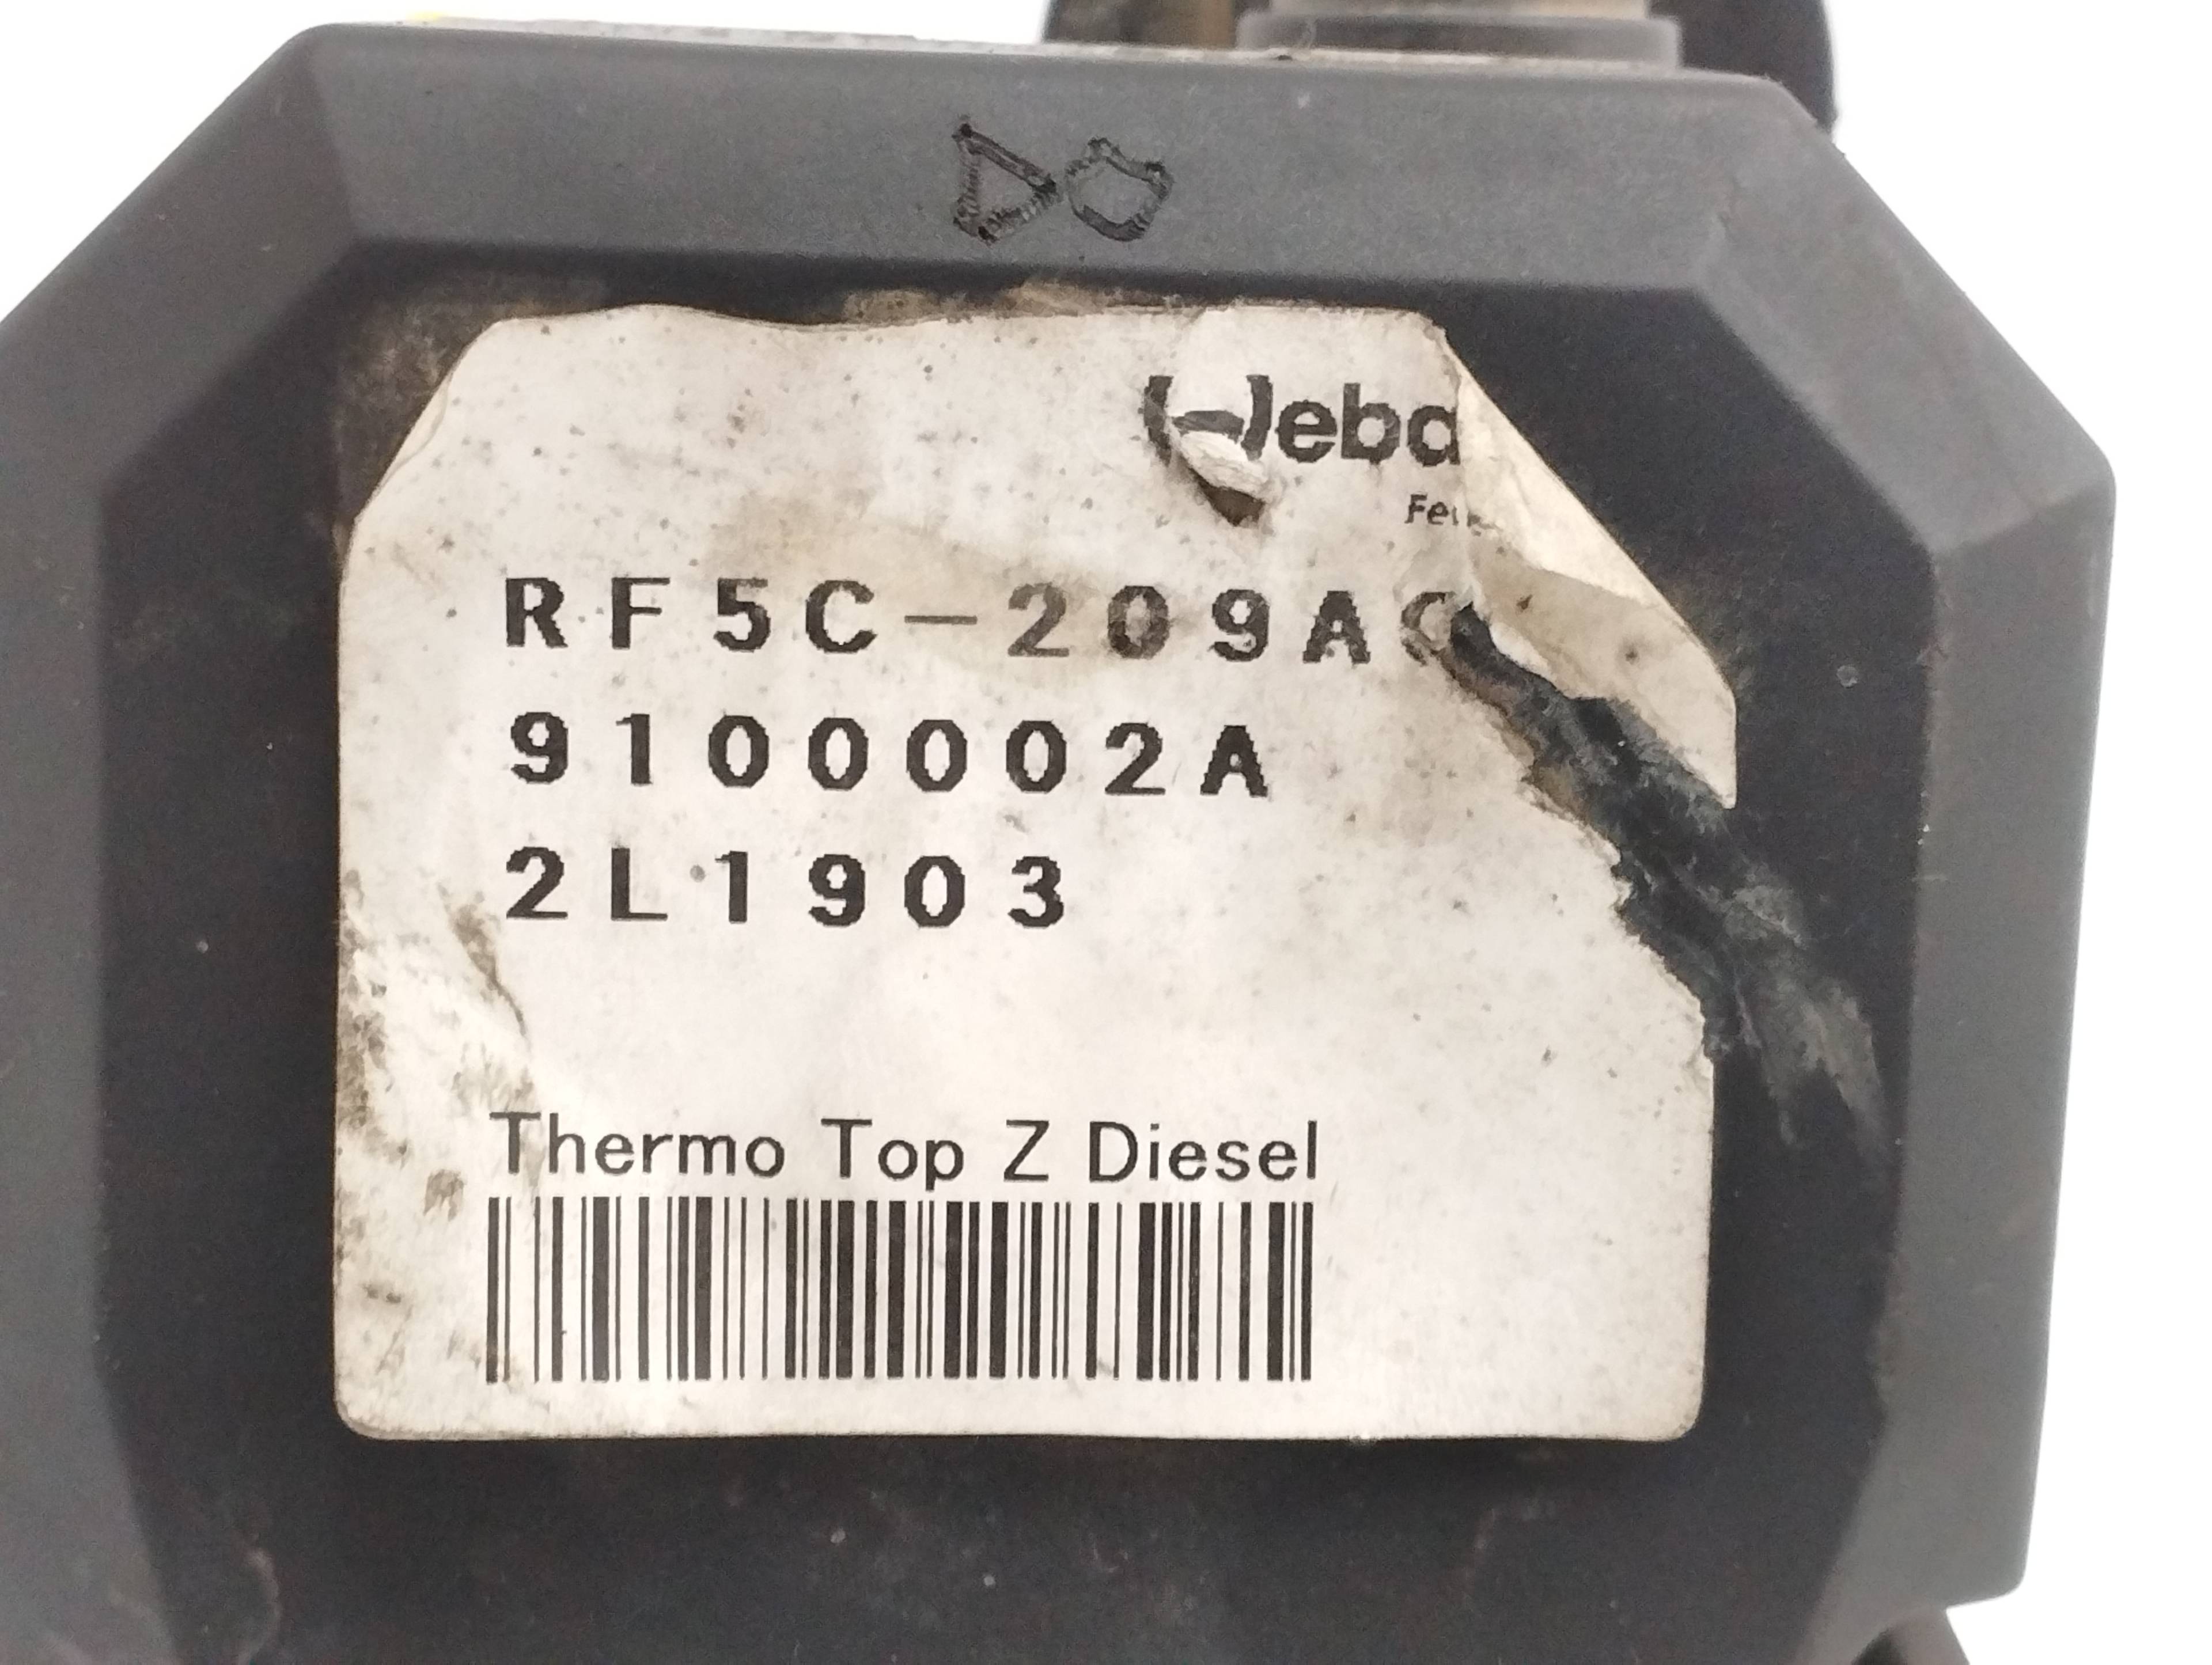 RF5C-209A
9100002A
2L1903
Thermo Top Z Diesel